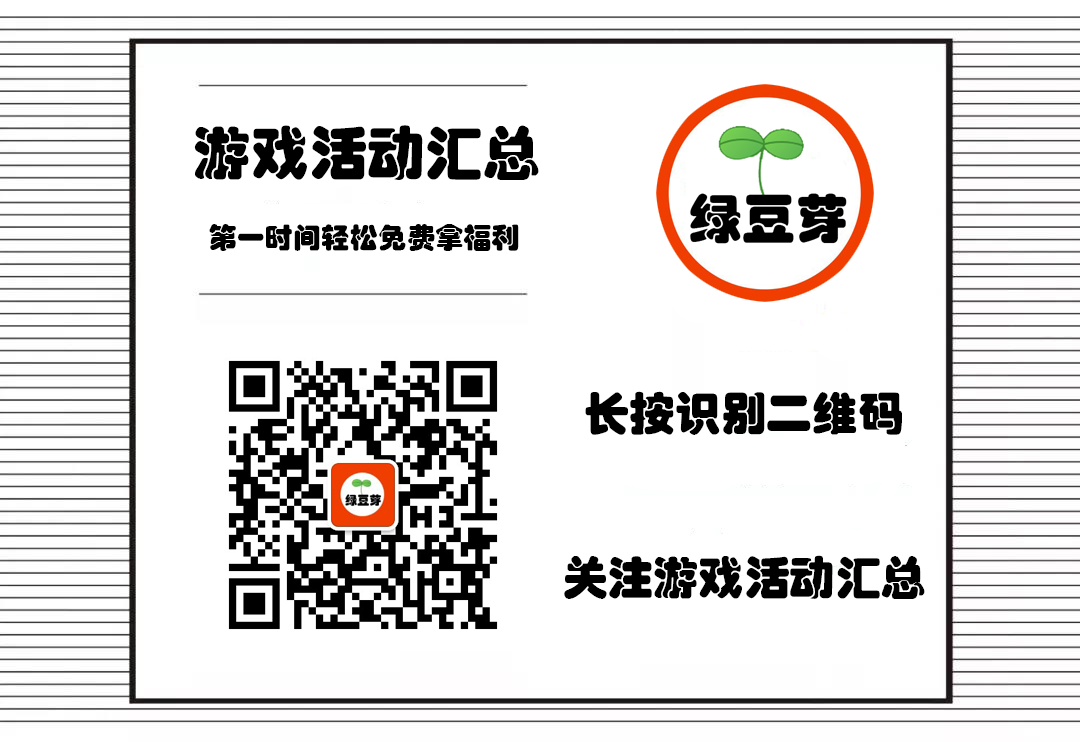 游戏活动汇总
第一时间轻松免费拿福利
绿豆芽
绿豆芽
长按识别二维码
关注游戏活动汇总